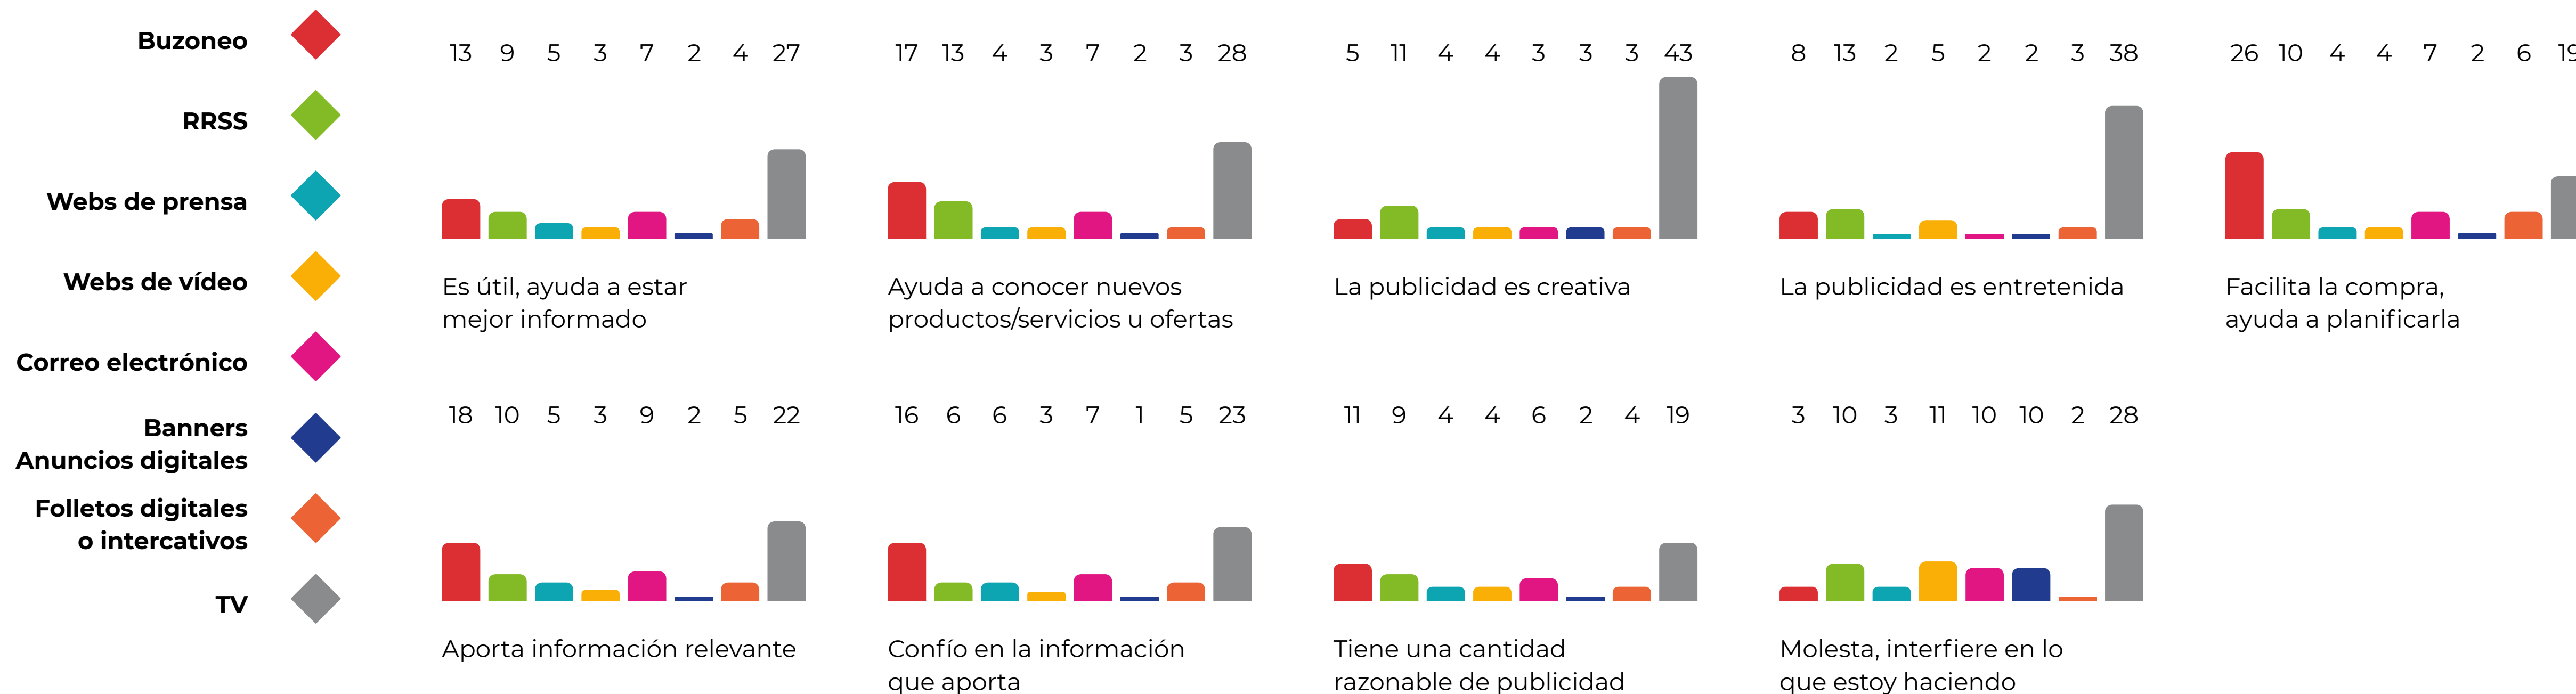 Buzoneo
RRSS
Webs de prensa
Webs de vídeo
Correo electrónico
Banners
Anuncios digitales
Folletos digitales
o intercativos
TV
13 9 5 3 7 2 4 27
Es útil, ayuda a estar
mejor informado
17 13 4 3 7 2 3 28
Ayuda a conocer nuevos
productos/servicios u ofertas
5 11 4 4 3 3 3 43
La publicidad es creativa
8 13 2 5 2 2 3 38
La publicidad es entretenida
26 10 4 4 7 2 6 19
Facilita la compra,
ayuda a planificarla
18 10 5 3 9 2 5 22
Aporta información relevante
16 6 6 3 7 1 5 23
Confío en la información
que aporta
11 9 4 4 6 2 4 19
Tiene una cantidad
razonable de publicidad
3 10 3 11 10 10 2 28
Molesta, interfiere en lo
que estoy haciendo